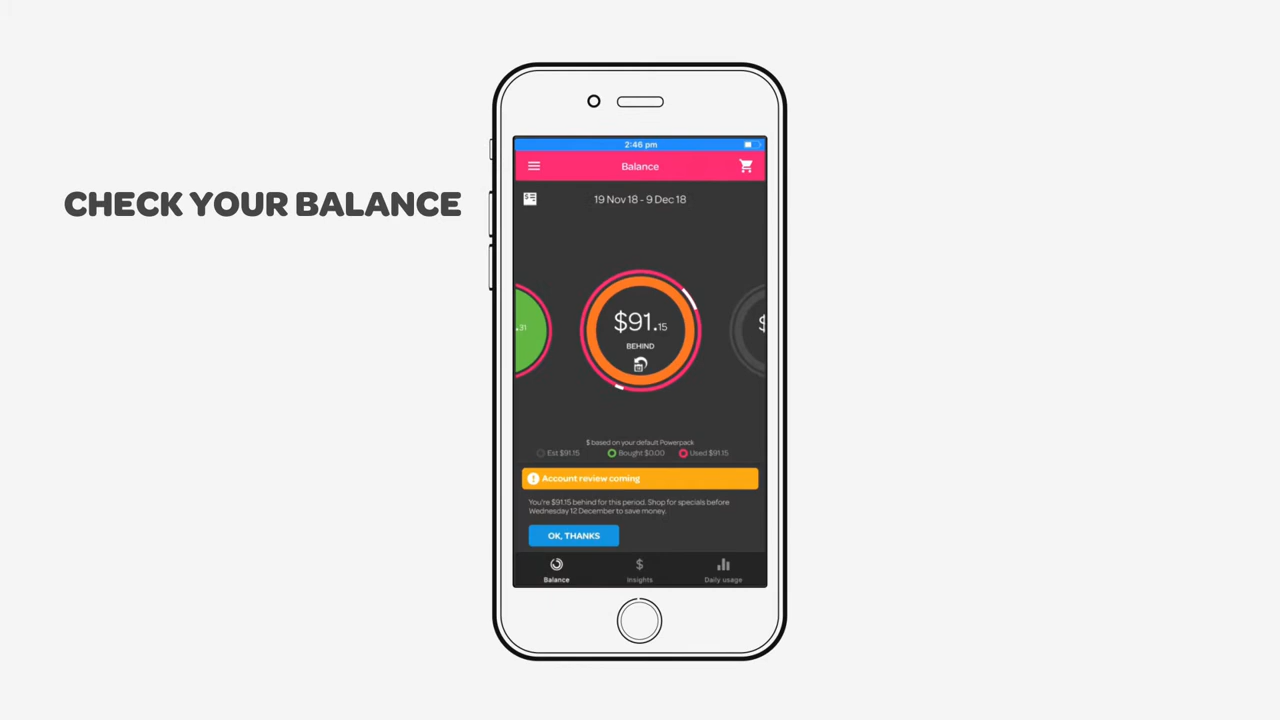 CHECK YOUR BALANCE
2:46 pm
Balance
19 Nov 18 - 9 Dec 18
.31
$91.15
$
BEHIND
$ based on your default Powerpack
Est $91.15 Bought $0.00 Used $91.15
Account review coming
You're $91.15 behind for this period. Shop for specials before
Wednesday 12 December to save money.
OK, THANKS
$
Balance Insights Daily usage